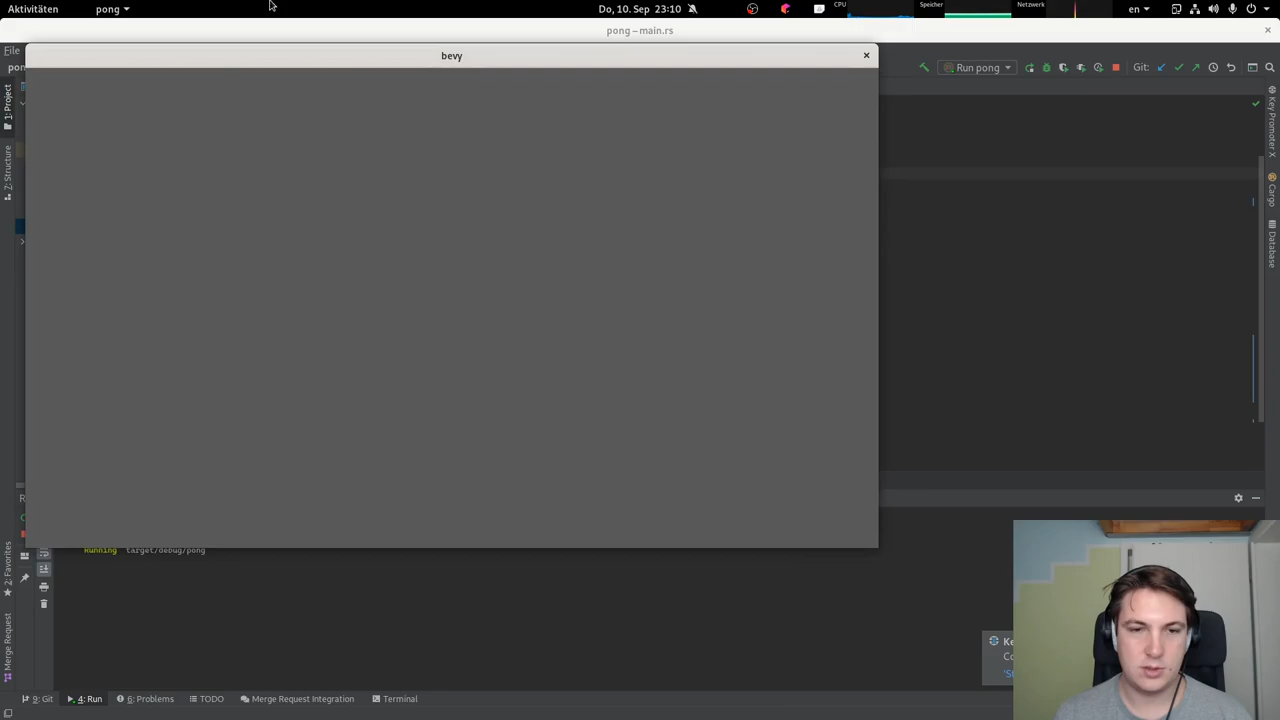 Aktivitäten pong Do, 10. Sep 23:10 CPU Speicher Netzwerk en
pong – main.rs
File
bevy
Run pong Git:
1: Project
Z: Structure
2: Favorites
Merge Request
Key Promoter X
Cargo
Database
Running target/debug/pong
9: Git 4: Run 6: Problems TODO Merge Request Integration Terminal